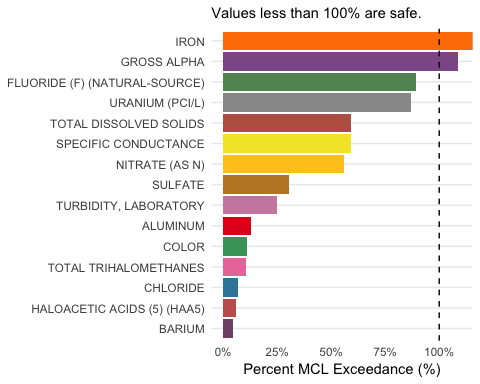 Values less than 100% are safe.
IRON
GROSS ALPHA
FLUORIDE (F) (NATURAL-SOURCE)
URANIUM (PCI/L)
TOTAL DISSOLVED SOLIDS
SPECIFIC CONDUCTANCE
NITRATE (AS N)
SULFATE
TURBIDITY, LABORATORY
ALUMINUM
COLOR
TOTAL TRIHALOMETHANES
CHLORIDE
HALOACETIC ACIDS (5) (HAA5)
BARIUM
0% 25% 50% 75% 100%
Percent MCL Exceedance (%)